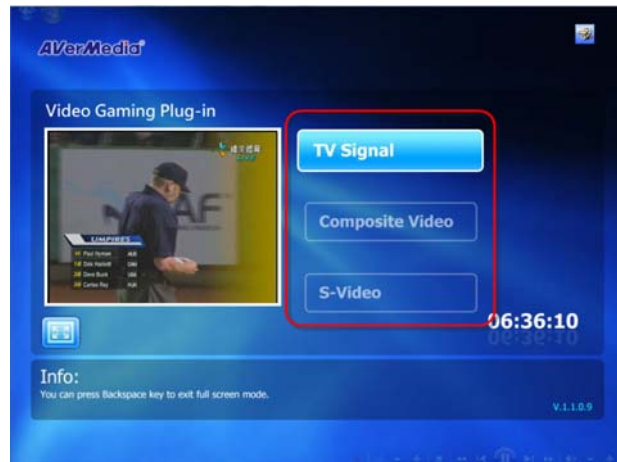 AVerMedia
Video Gaming Plug-in
UMPIRES
TV Signal
Composite Video
S-Video
06:36:10
Info:
You can press Backspace key to exit full screen mode.
V.1.1.0.9